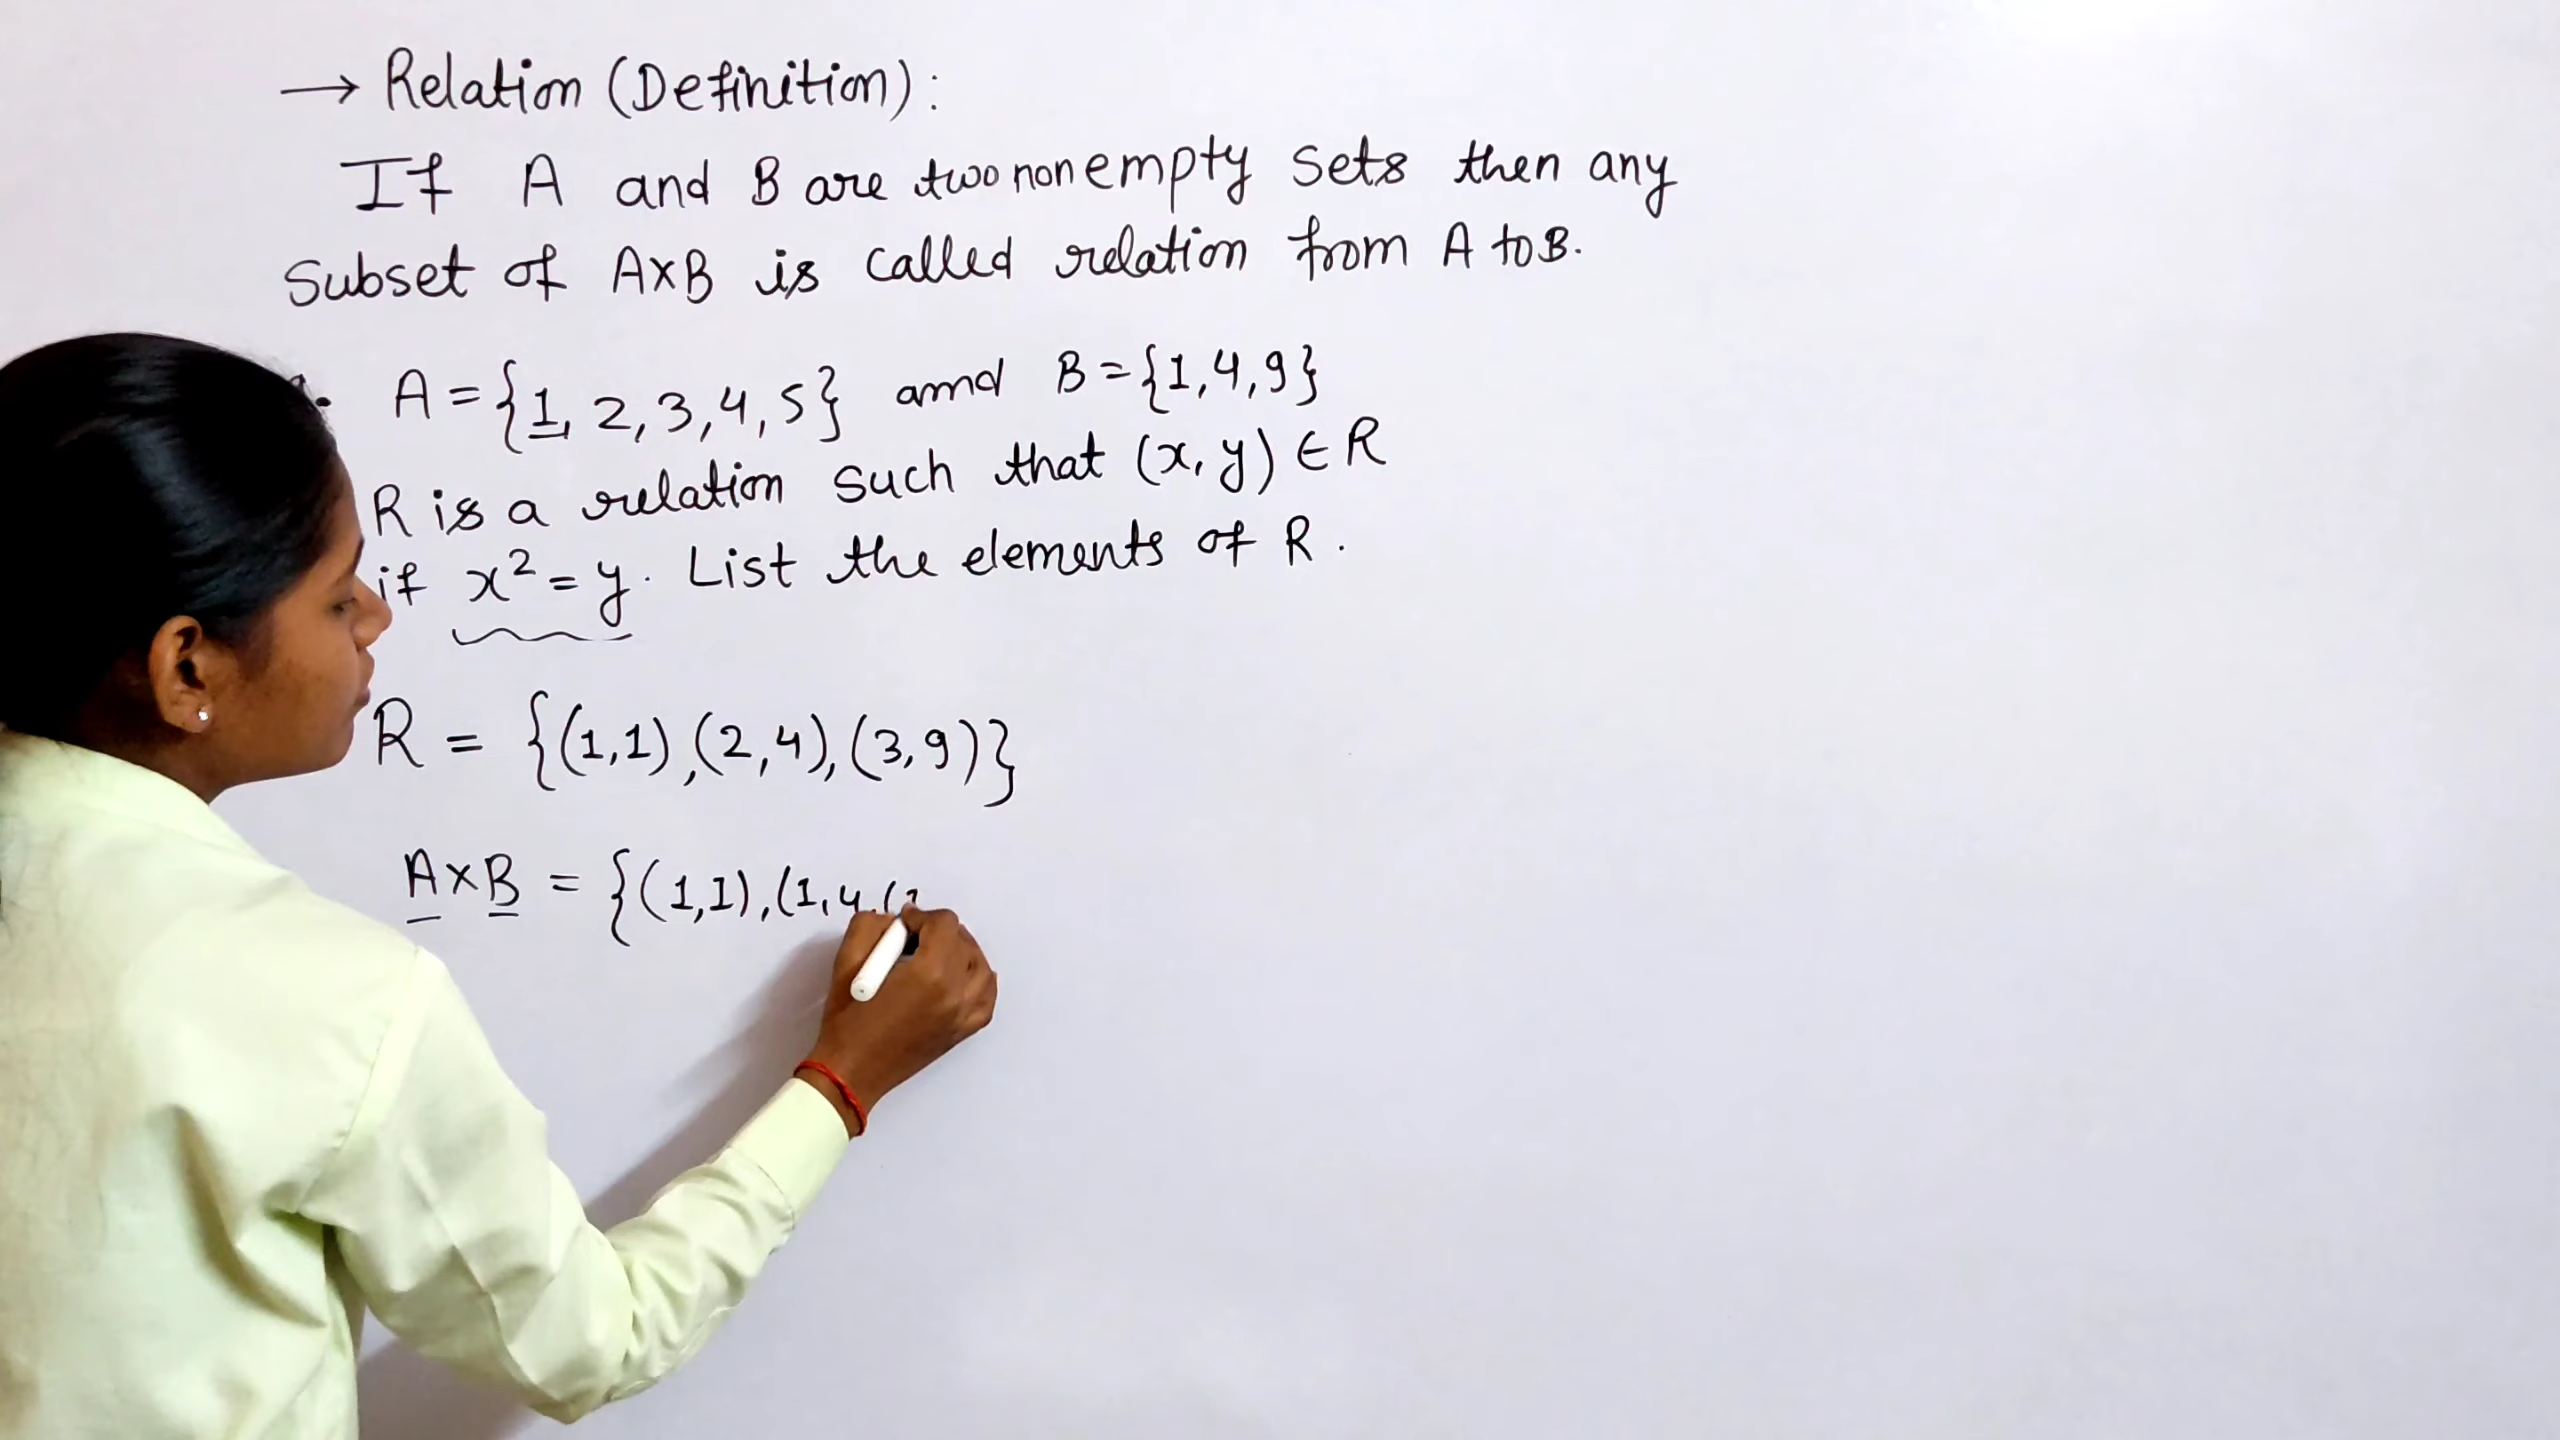 → Relation (Definition):
If A and B are two non empty sets then any
subset of A×B is called relation from A to B.
A = {1, 2, 3, 4, 5} and B = {1, 4, 9}
R is a relation such that (x, y) ∈ R
if x² = y. List the elements of R.
R = {(1,1), (2,4), (3,9)}
A×B = {(1,1), (1,4